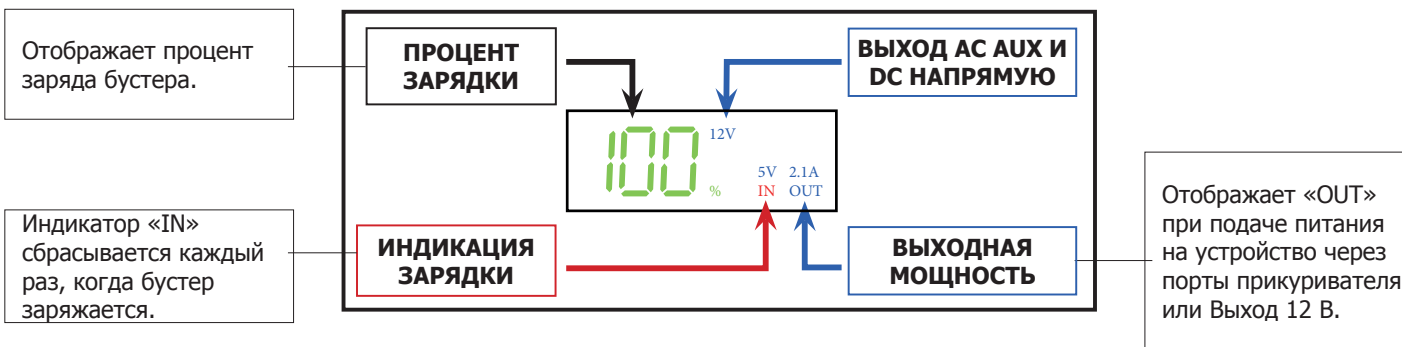 Отображает процент
заряда бустера.
ПРОЦЕНТ
ЗАРЯДКИ
ВЫХОД AC AUX И
DC НАПРЯМУЮ
100 %
12V
5V 2.1A
IN OUT
Индикатор «IN»
сбрасывается каждый
раз, когда бустер
заряжается.
ИНДИКАЦИЯ
ЗАРЯДКИ
ВЫХОДНАЯ
МОЩНОСТЬ
Отображает «OUT»
при подаче питания
на устройство через
порты прикуривателя
или Выход 12 В.